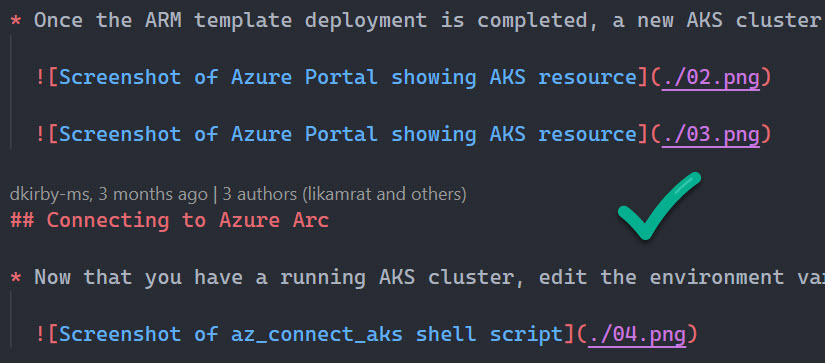 * Once the ARM template deployment is completed, a new AKS cluster
![Screenshot of Azure Portal showing AKS resource](./02.png)
![Screenshot of Azure Portal showing AKS resource](./03.png)
dkirby-ms, 3 months ago | 3 authors (likamrat and others)
## Connecting to Azure Arc
* Now that you have a running AKS cluster, edit the environment va
![Screenshot of az_connect_aks shell script](./04.png)